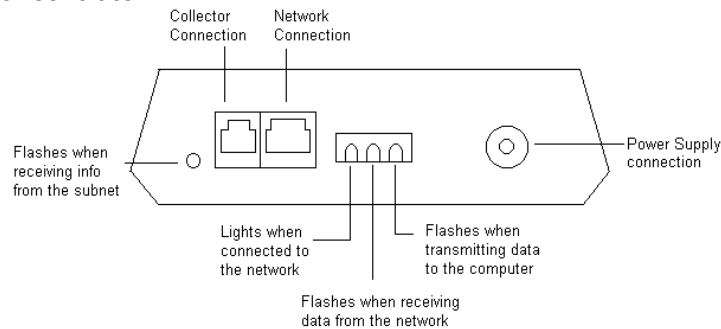 Collector
Connection
Network
Connection
Flashes when
receiving info
from the subnet
Power Supply
connection
Lights when
connected to
the network
Flashes when
transmitting data
to the computer
Flashes when receiving
data from the network